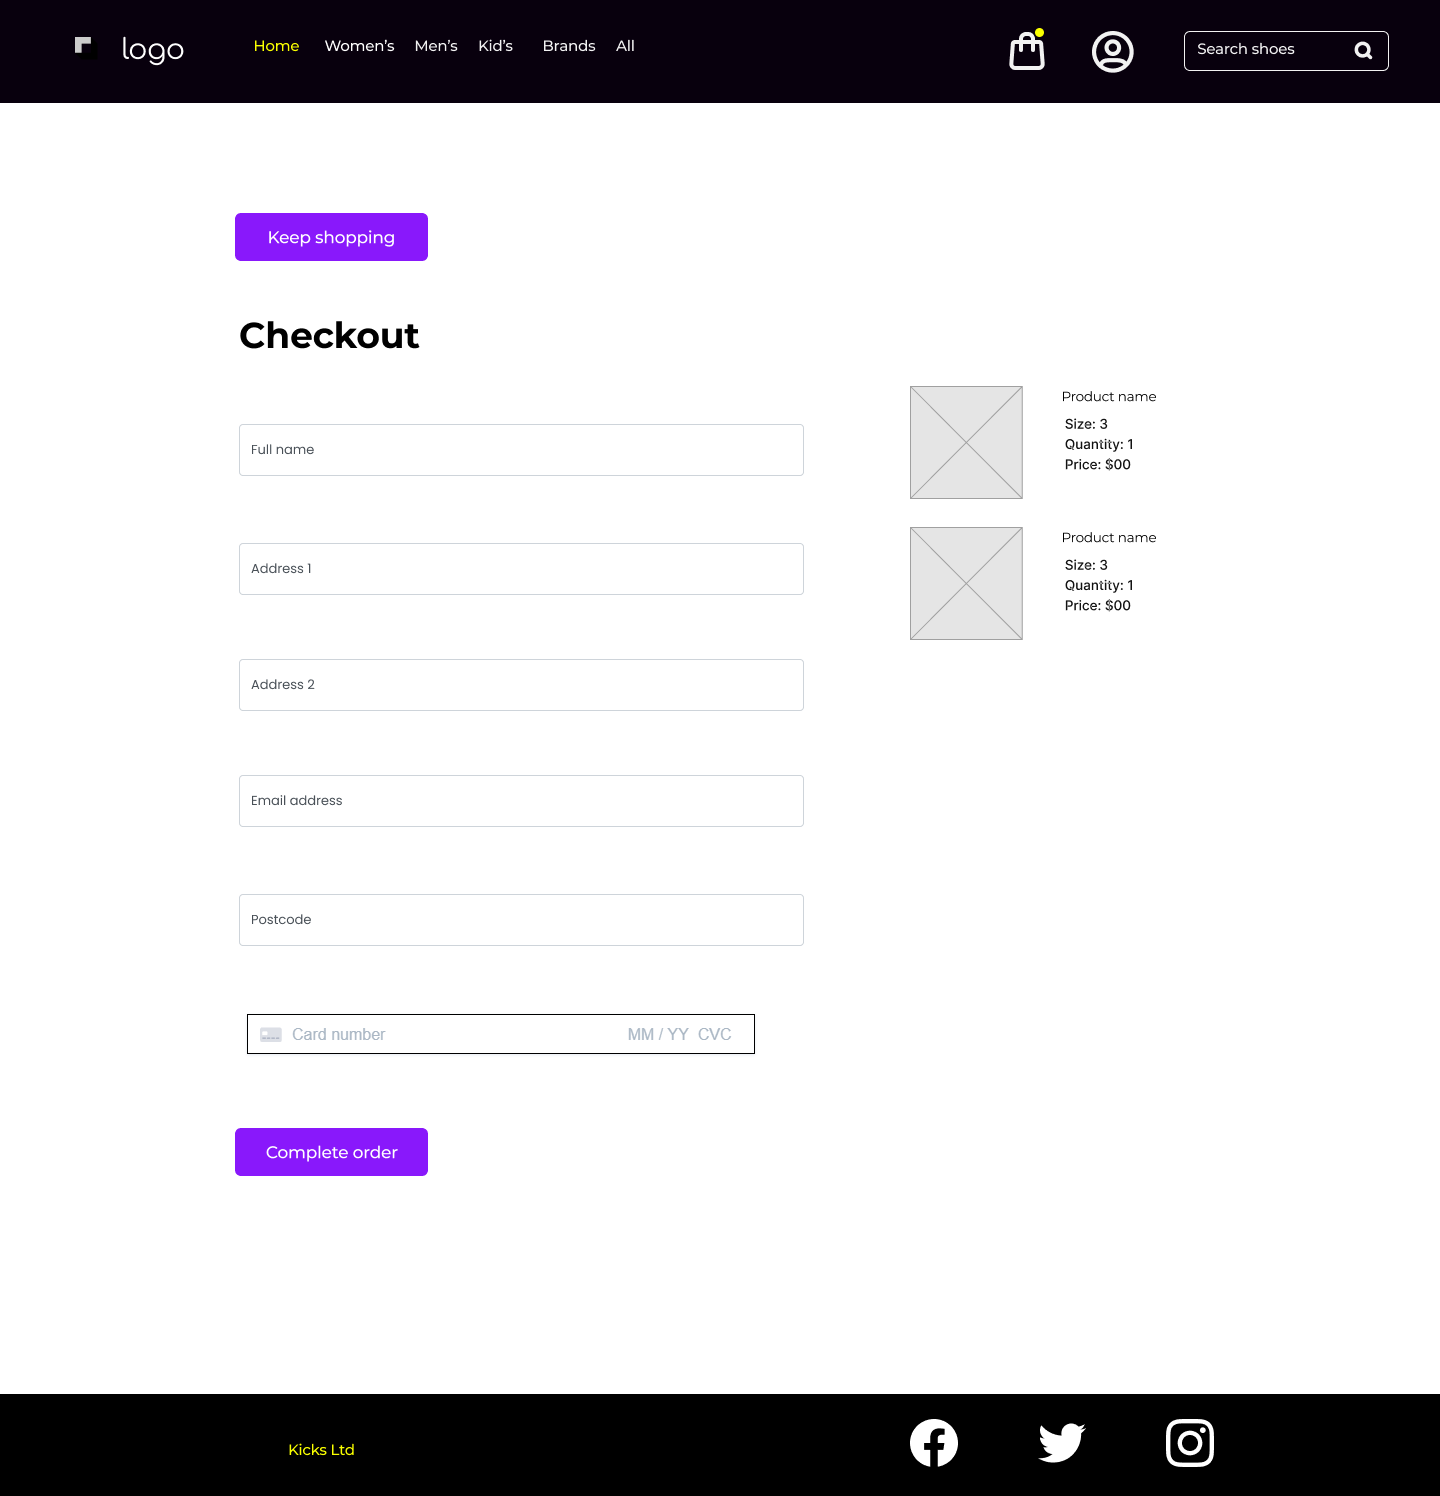 logo
Home Women’s Men’s Kid’s Brands All
Search shoes
Keep shopping
Checkout
Full name
Address 1
Address 2
Email address
Postcode
Card number MM / YY CVC
Complete order
Product name
Size: 3
Quantity: 1
Price: $00
Product name
Size: 3
Quantity: 1
Price: $00
Kicks Ltd